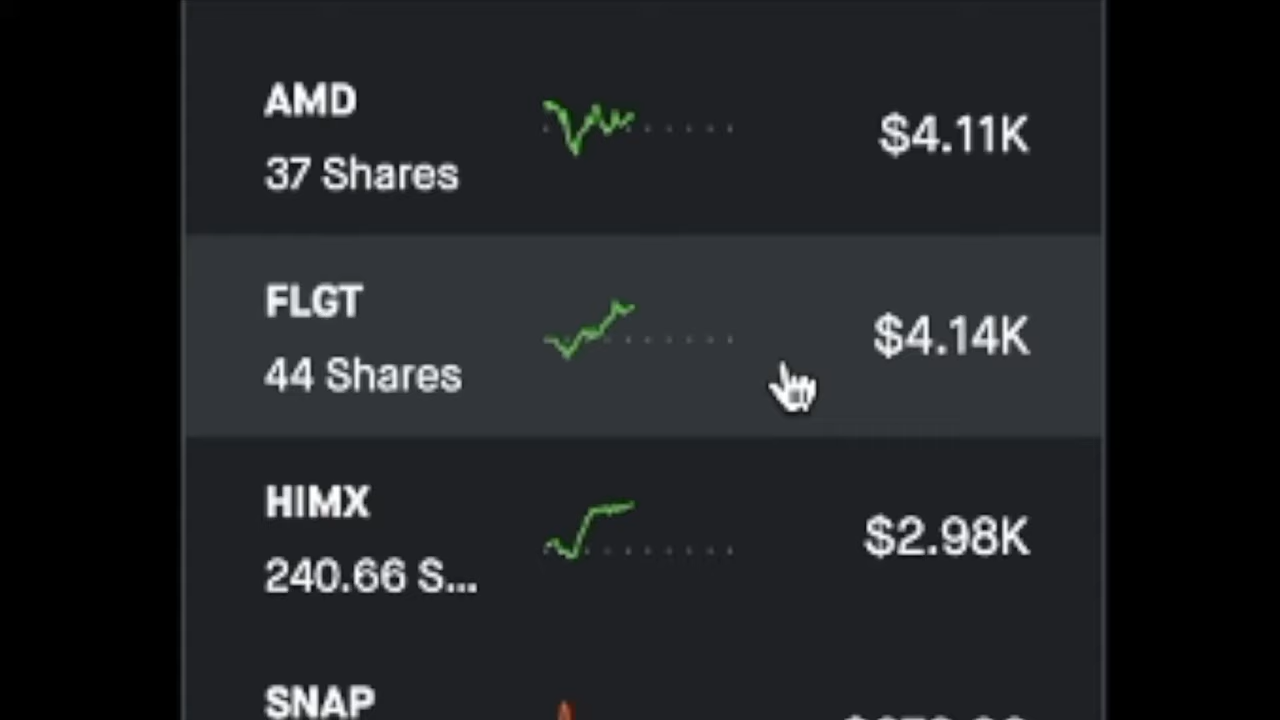 AMD
37 Shares
$4.11K
FLGT
44 Shares
$4.14K
HIMX
240.66 S...
$2.98K
SNAP